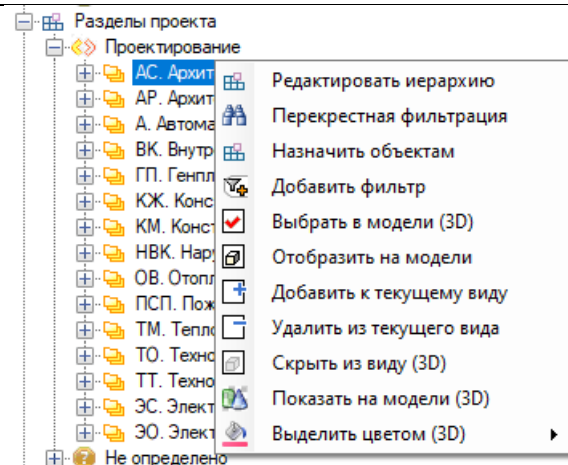 Разделы проекта
Проектирование
АС. Архит
АР. Архит
А. Автома
ВК. Внутр
ГП. Генпл
КЖ. Конс
КМ. Конст
НВК. Нар
ОВ. Отопл
ПСП. Пож
ТМ. Тепло
ТО. Техно
ТТ. Техно
ЭС. Элект
ЭО. Элект
Не определено
Редактировать иерархию
Перекрестная фильтрация
Назначить объектам
Добавить фильтр
Выбрать в модели (3D)
Отобразить на модели
Добавить к текущему виду
Удалить из текущего вида
Скрыть из виду (3D)
Показать на модели (3D)
Выделить цветом (3D)